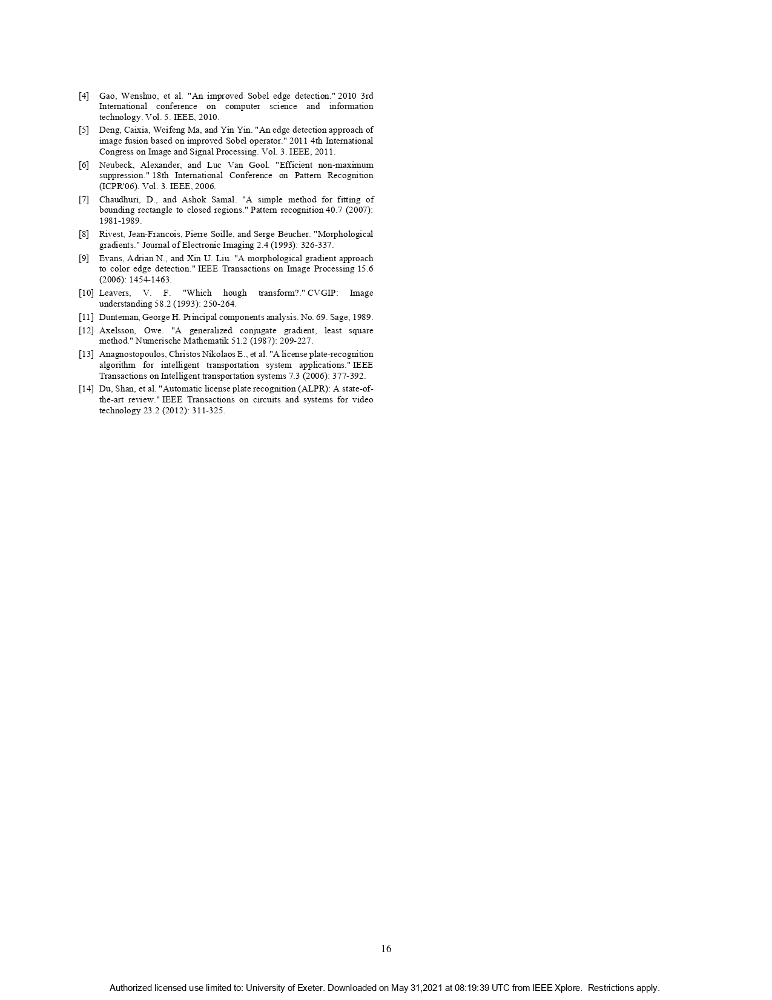 [4] Gao, Wenshuo, et al. "An improved Sobel edge detection." 2010 3rd
International conference on computer science and information
technology. Vol. 5. IEEE, 2010.
[5] Deng, Caixia, Weifeng Ma, and Yin Yin. "An edge detection approach of
image fusion based on improved Sobel operator." 2011 4th International
Congress on Image and Signal Processing. Vol. 3. IEEE, 2011.
[6] Neubeck, Alexander, and Luc Van Gool. "Efficient non-maximum
suppression." 18th International Conference on Pattern Recognition
(ICPR'06). Vol. 3. IEEE, 2006.
[7] Chaudhuri, D., and Ashok Samal. "A simple method for fitting of
bounding rectangle to closed regions." Pattern recognition 40.7 (2007):
1981-1989.
[8] Rivest, Jean-Francois, Pierre Soille, and Serge Beucher. "Morphological
gradients." Journal of Electronic Imaging 2.4 (1993): 326-337.
[9] Evans, Adrian N., and Xin U. Liu. "A morphological gradient approach
to color edge detection." IEEE Transactions on Image Processing 15.6
(2006): 1454-1463.
[10] Leavers, V. F. "Which hough transform?." CVGIP: Image
understanding 58.2 (1993): 250-264.
[11] Dunteman, George H. Principal components analysis. No. 69. Sage, 1989.
[12] Axelsson, Owe. "A generalized conjugate gradient, least square
method." Numerische Mathematik 51.2 (1987): 209-227.
[13] Anagnostopoulos, Christos Nikolaos E., et al. "A license plate-recognition
algorithm for intelligent transportation system applications." IEEE
Transactions on Intelligent transportation systems 7.3 (2006): 377-392.
[14] Du, Shan, et al. "Automatic license plate recognition (ALPR): A state-of-
the-art review." IEEE Transactions on circuits and systems for video
technology 23.2 (2012): 311-325.
16
Authorized licensed use limited to: University of Exeter. Downloaded on May 31,2021 at 08:19:39 UTC from IEEE Xplore. Restrictions apply.